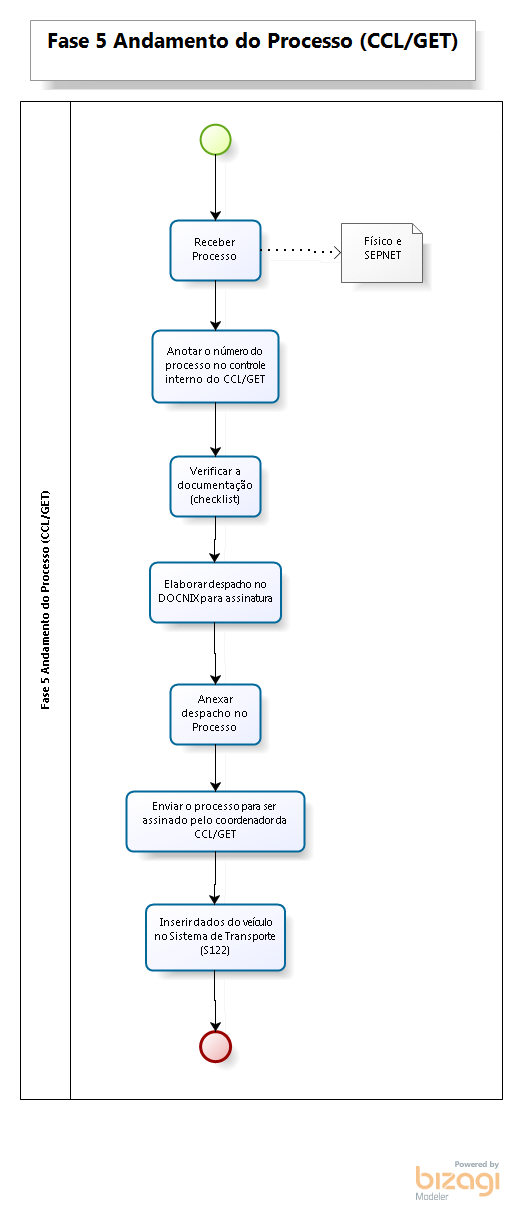 Fase 5 Andamento do Processo (CCL/GET)
Fase 5 Andamento do Processo (CCL/GET)
Receber
Processo
Físico e
SEPNET
Anotar o número do
processo no controle
interno do CCL/GET
Verificar a
documentação
(checklist)
Elaborar despacho no
DOCNIX para assinatura
Anexar
despacho no
Processo
Enviar o processo para ser
assinado pelo coordenador da
CCL/GET
Inserir dados do veículo
no Sistema de Transporte
(S122)
Powered by
bizagi
Modeler